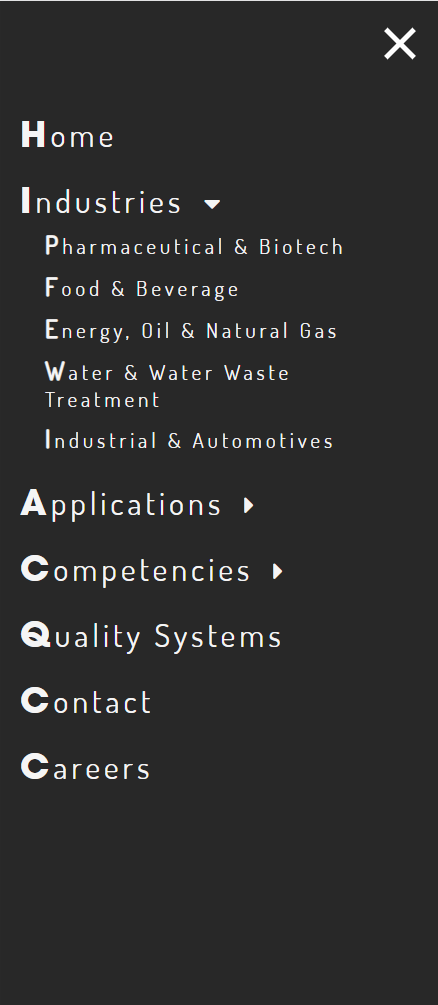 Home
Industries
Pharmaceutical & Biotech
Food & Beverage
Energy, Oil & Natural Gas
Water & Water Waste
Treatment
Industrial & Automotives
Applications
Competencies
Quality Systems
Contact
Careers